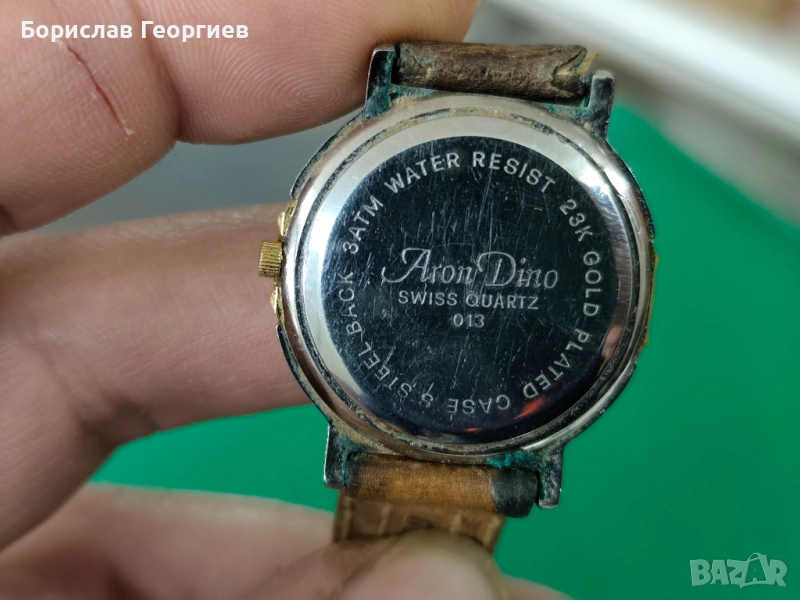 Борислав Георгиев
3ATM WATER RESIST 23K GOLD PLATED CASE S.STEEL BACK
Aron Dino
SWISS QUARTZ
013
BAZAR